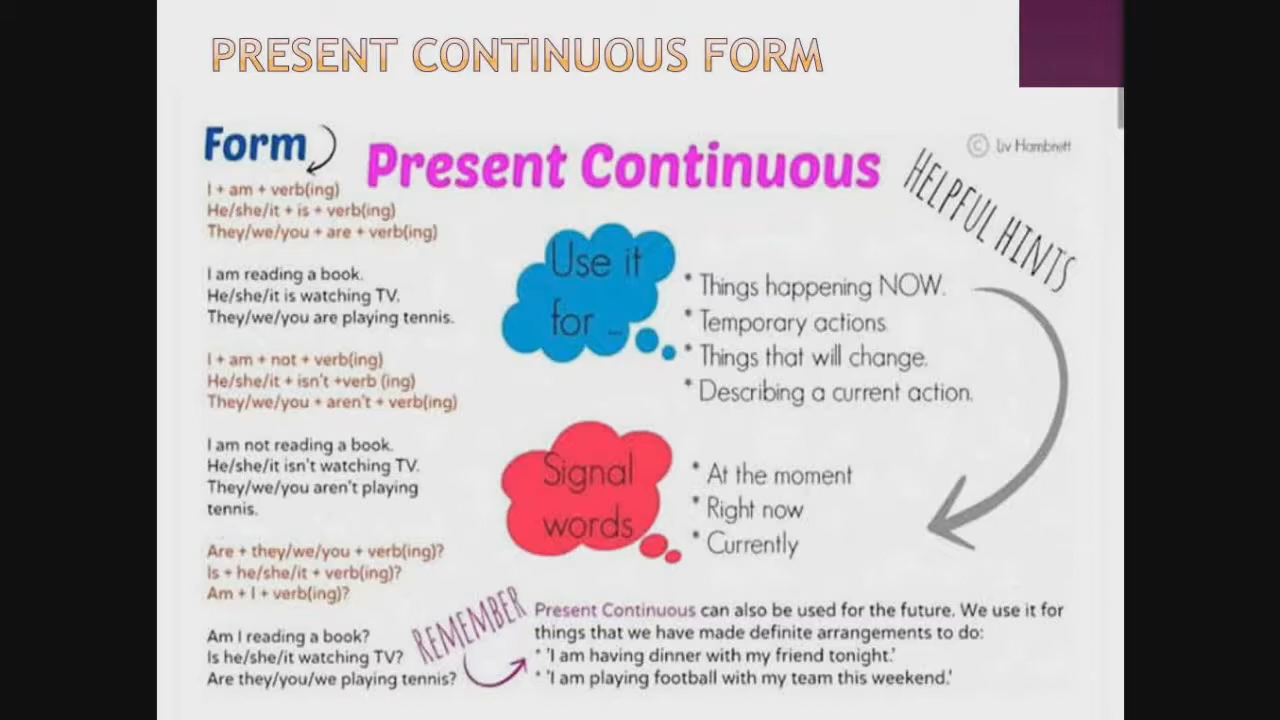 PRESENT CONTINUOUS FORM
Form
Present Continuous
© Liv Hambrett
HELPFUL HINTS
I + am + verb(ing)
He/she/it + is + verb(ing)
They/we/you + are + verb(ing)
I am reading a book.
He/she/it is watching TV.
They/we/you are playing tennis.
I + am + not + verb(ing)
He/she/it + isn't +verb (ing)
They/we/you + aren't + verb(ing)
I am not reading a book.
He/she/it isn't watching TV.
They/we/you aren't playing
tennis.
Are + they/we/you + verb(ing)?
Is + he/she/it + verb(ing)?
Am + I + verb(ing)?
Am I reading a book?
Is he/she/it watching TV?
Are they/you/we playing tennis?
Use it
for ...
* Things happening NOW.
* Temporary actions
* Things that will change.
* Describing a current action.
Signal
words
* At the moment
* Right now
* Currently
REMEMBER
Present Continuous can also be used for the future. We use it for
things that we have made definite arrangements to do:
* 'I am having dinner with my friend tonight.'
* 'I am playing football with my team this weekend.'